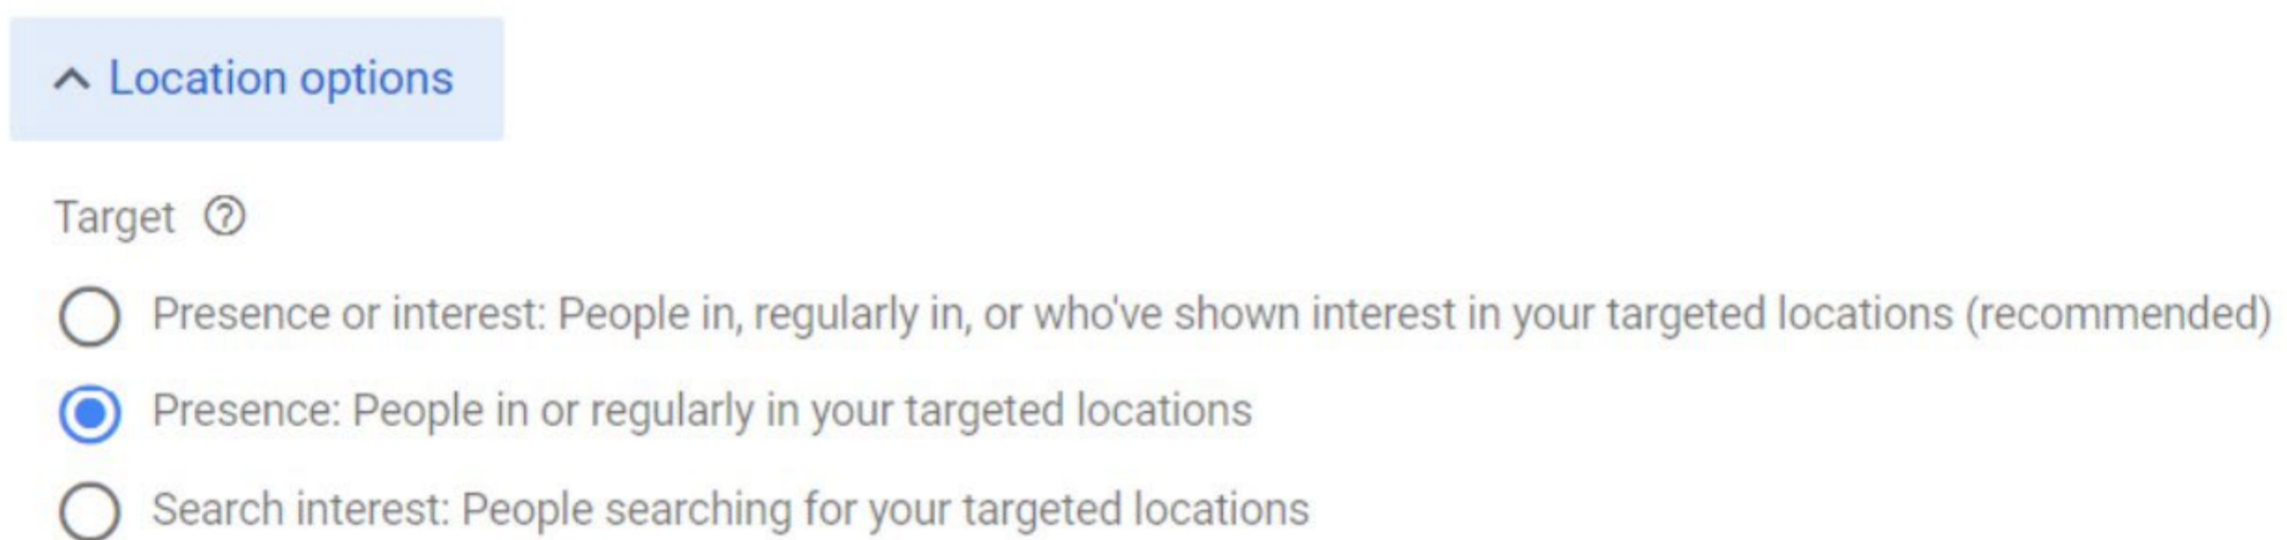 Location options
Target
Presence or interest: People in, regularly in, or who've shown interest in your targeted locations (recommended)
Presence: People in or regularly in your targeted locations
Search interest: People searching for your targeted locations